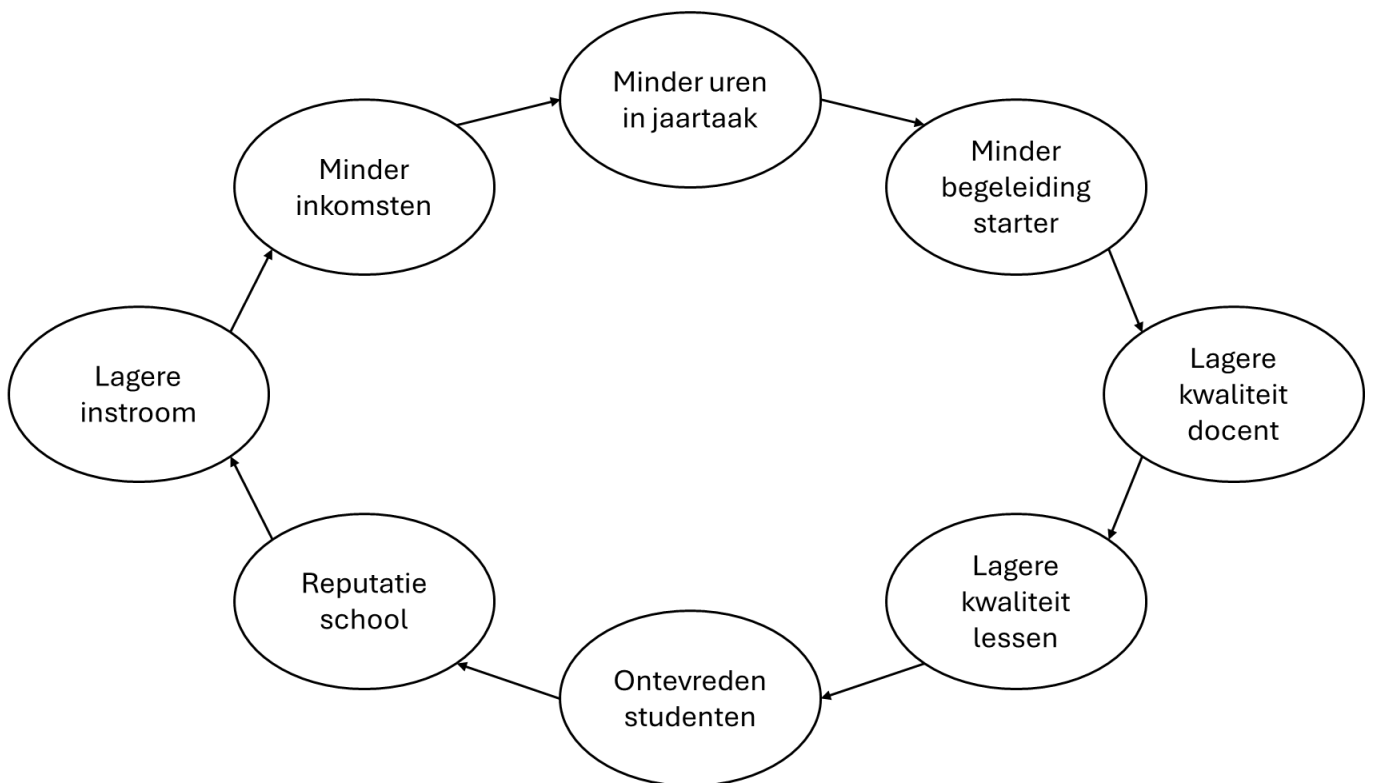 Minder uren
in jaartaak
Minder
begeleiding
starter
Lagere
kwaliteit
docent
Lagere
kwaliteit
lessen
Ontevreden
studenten
Reputatie
school
Lagere
instroom
Minder
inkomsten